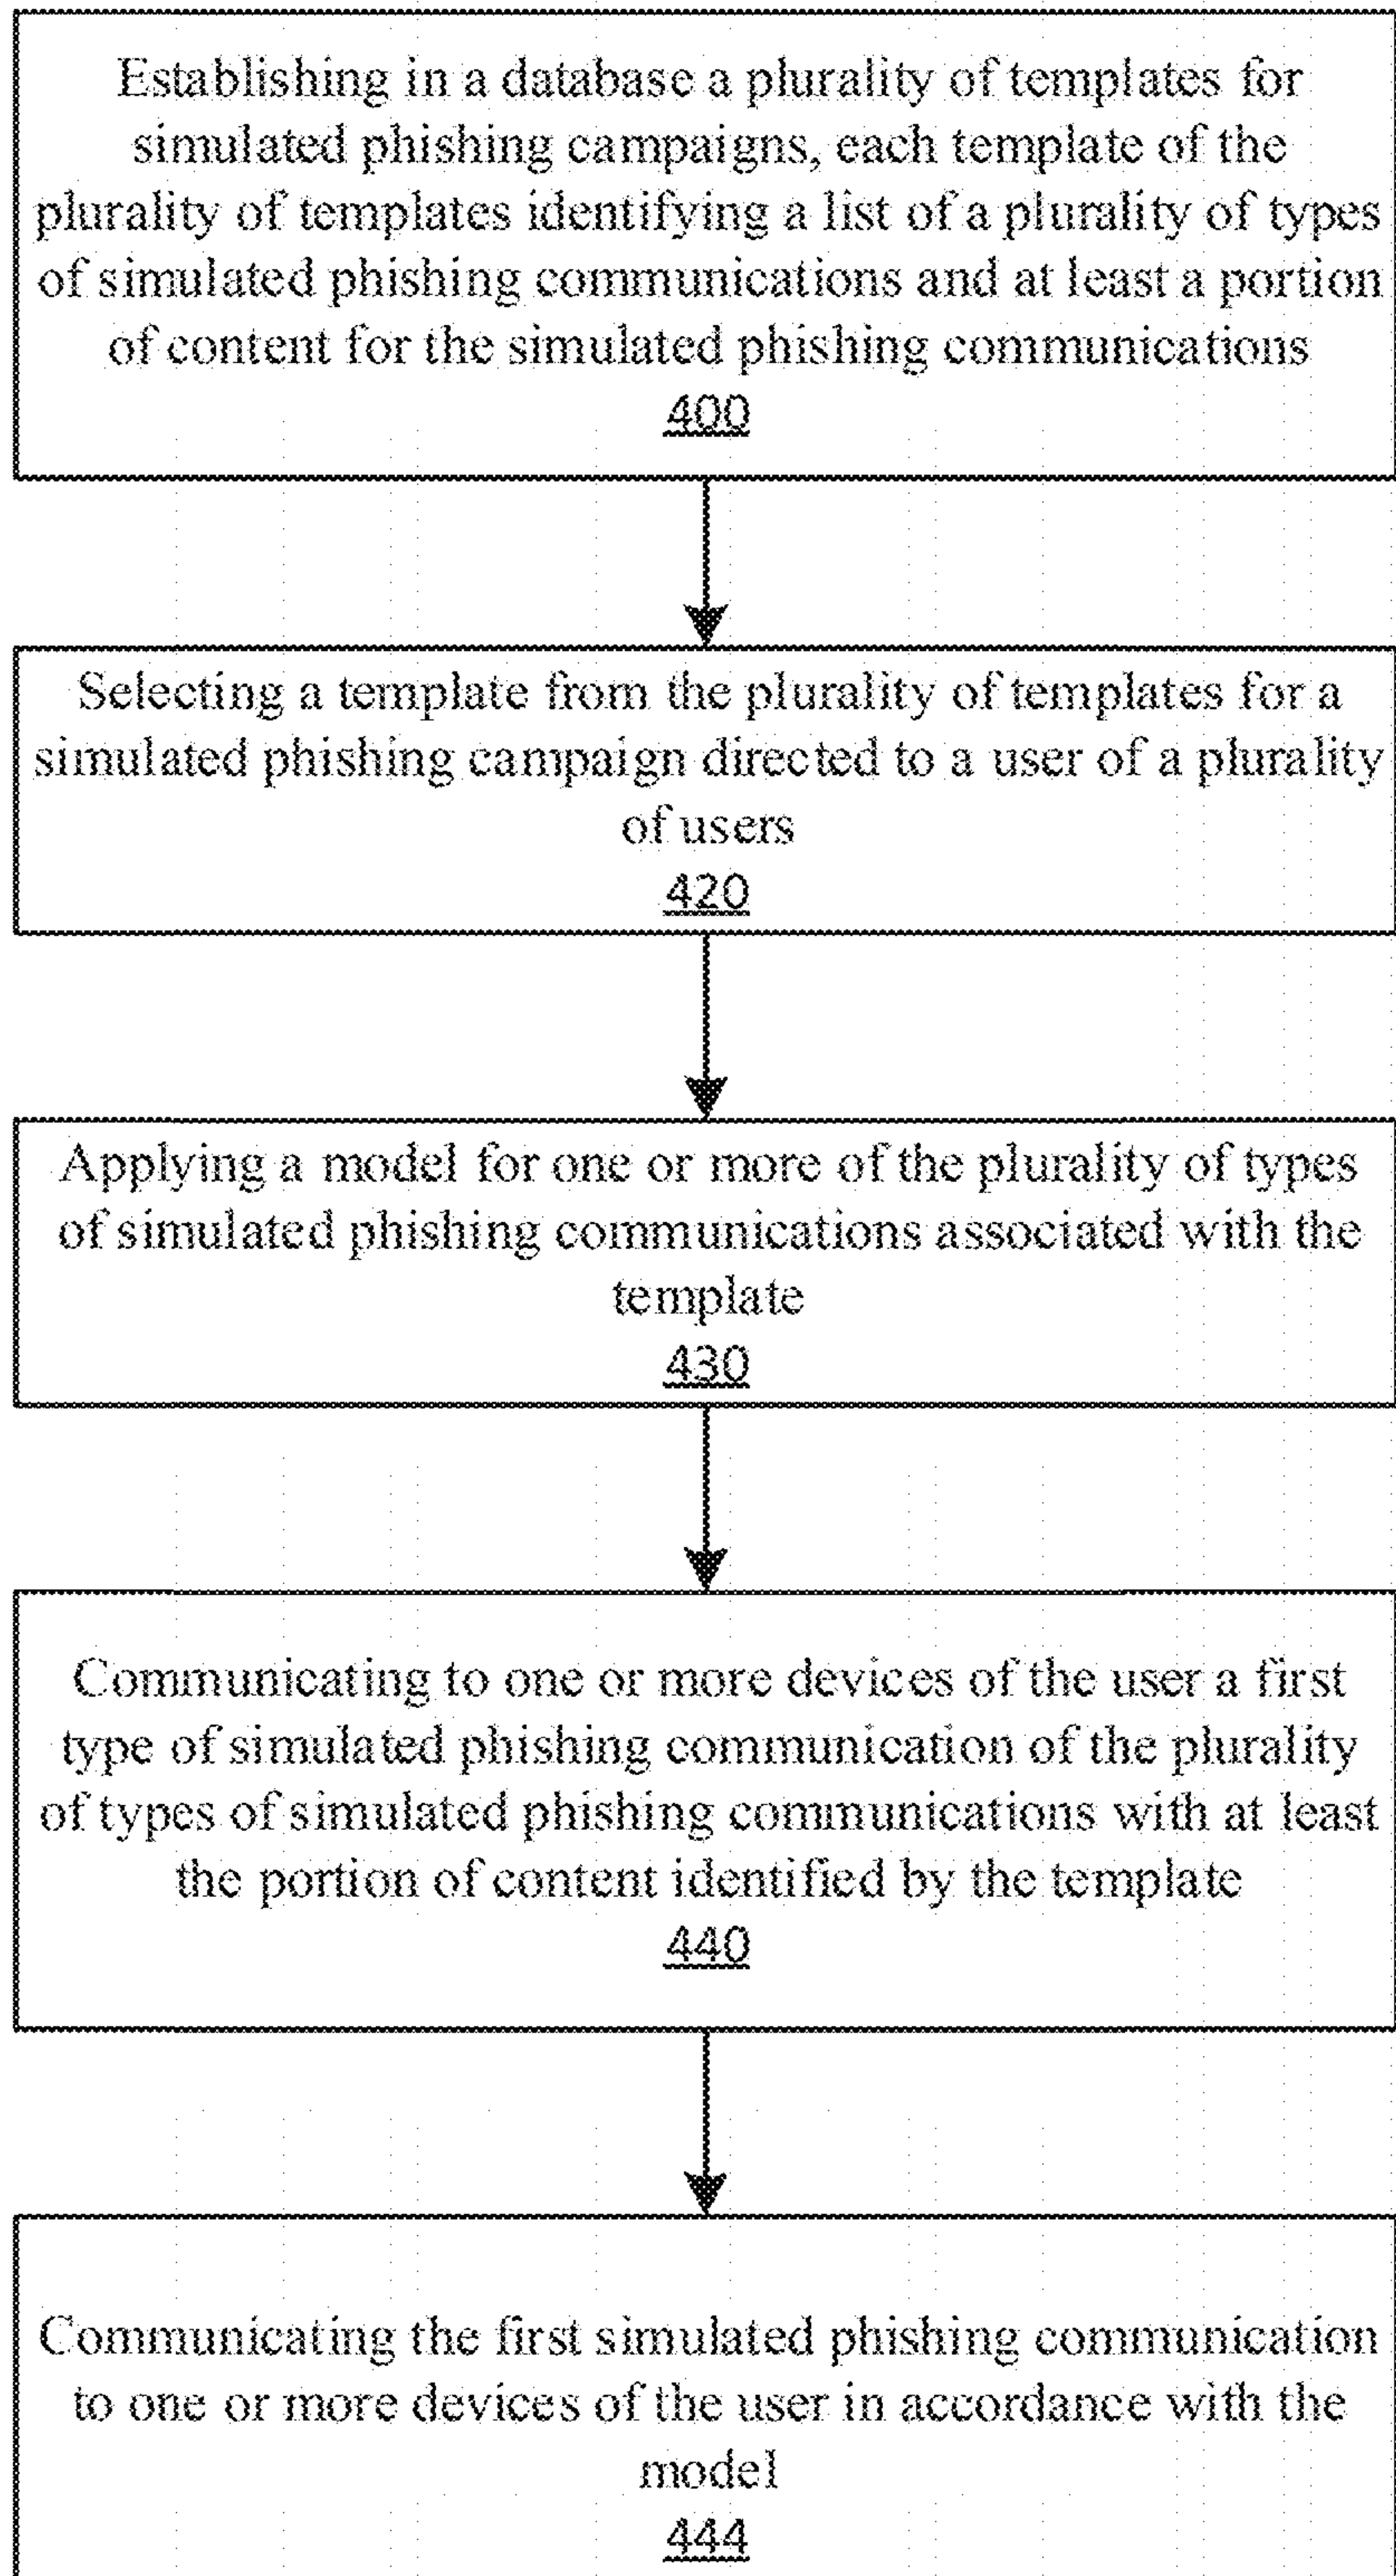 Establishing in a database a plurality of templates for
simulated phishing campaigns, each template of the
plurality of templates identifying a list of a plurality of types
of simulated phishing communications and at least a portion
of content for the simulated phishing communications
400
Selecting a template from the plurality of templates for a
simulated phishing campaign directed to a user of a plurality
of users
420
Applying a model for one or more of the plurality of types
of simulated phishing communications associated with the
template
430
Communicating to one or more devices of the user a first
type of simulated phishing communication of the plurality
of types of simulated phishing communications with at least
the portion of content identified by the template
440
Communicating the first simulated phishing communication
to one or more devices of the user in accordance with the
model
444